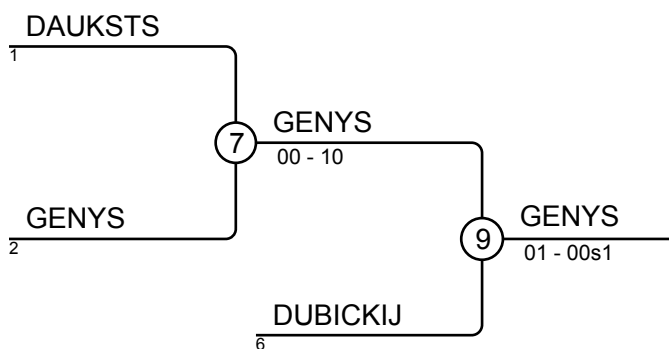 DAUKSTS
1
7
GENYS
00 - 10
GENYS
2
9
GENYS
01 - 00s1
DUBICKIJ
6